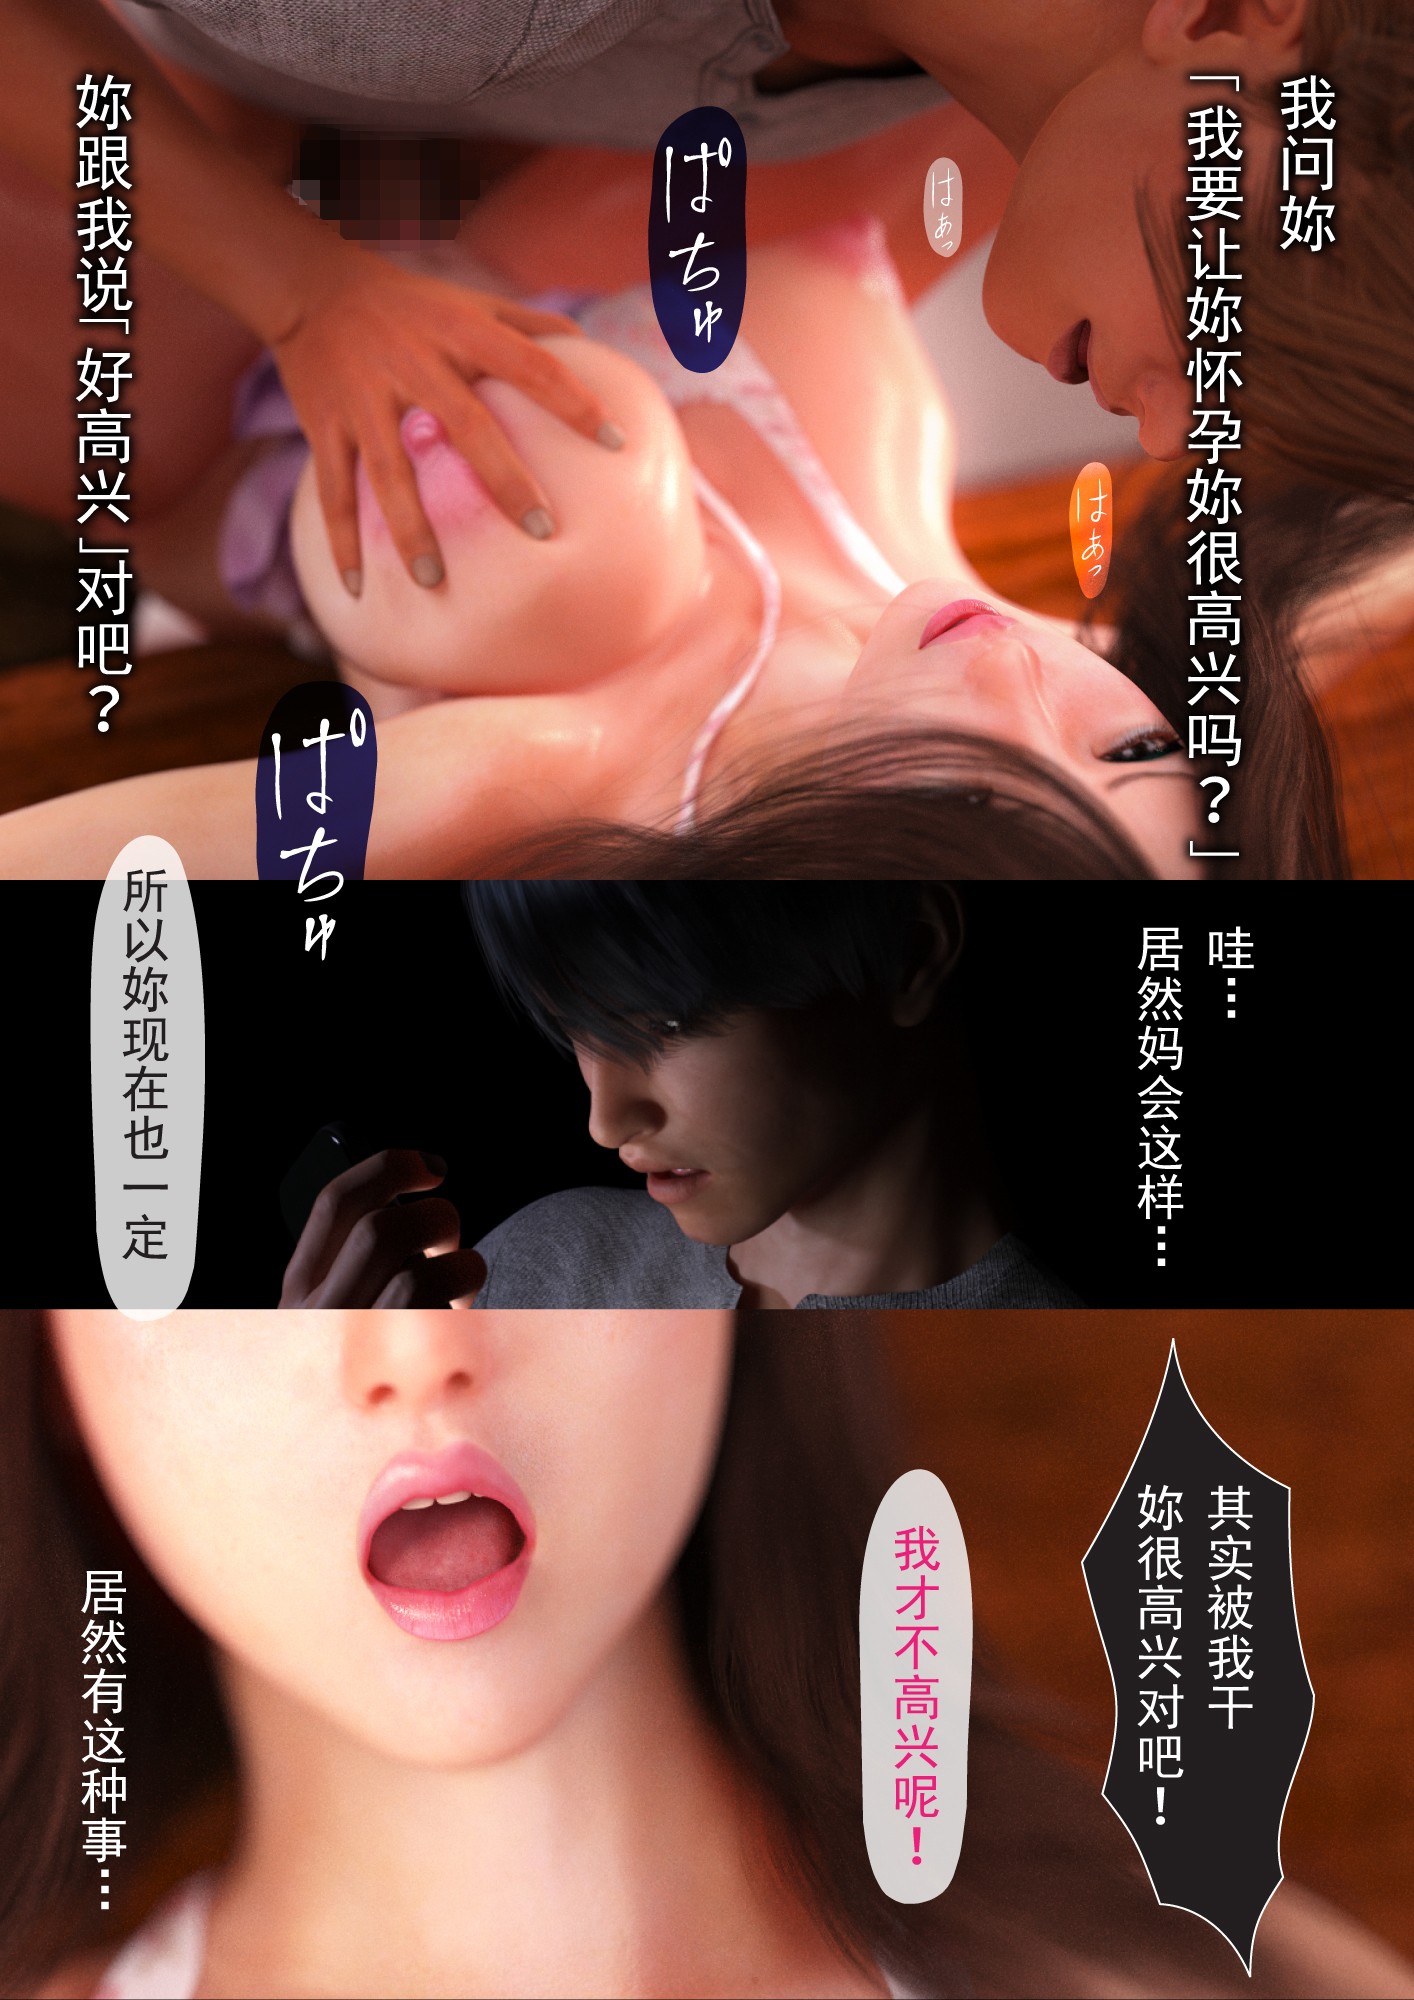 我问妳
「我要让妳怀孕妳很高兴吗？」
はぁっ
はぁっ
ぱちゅ
妳跟我说「好高兴」对吧？
ぱちゅ
哇…
居然妈会这样…
所以妳现在也一定
其实被我干
妳很高兴对吧！
我才不高兴呢！
居然有这种事…